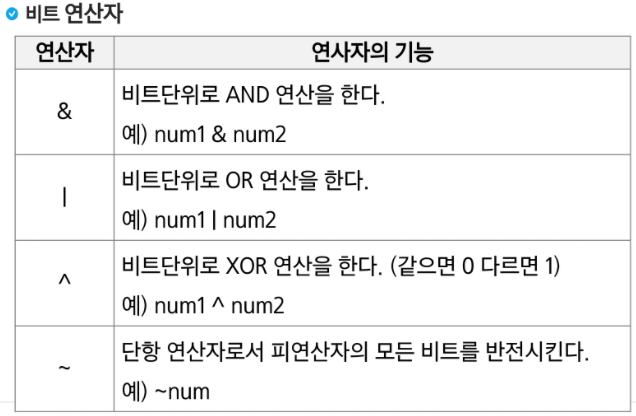 비트 연산자
연산자 연사자의 기능
& 비트단위로 AND 연산을 한다.
예) num1 & num2
| 비트단위로 OR 연산을 한다.
예) num1 | num2
^ 비트단위로 XOR 연산을 한다. (같으면 0 다르면 1)
예) num1 ^ num2
~ 단항 연산자로서 피연산자의 모든 비트를 반전시킨다.
예) ~num